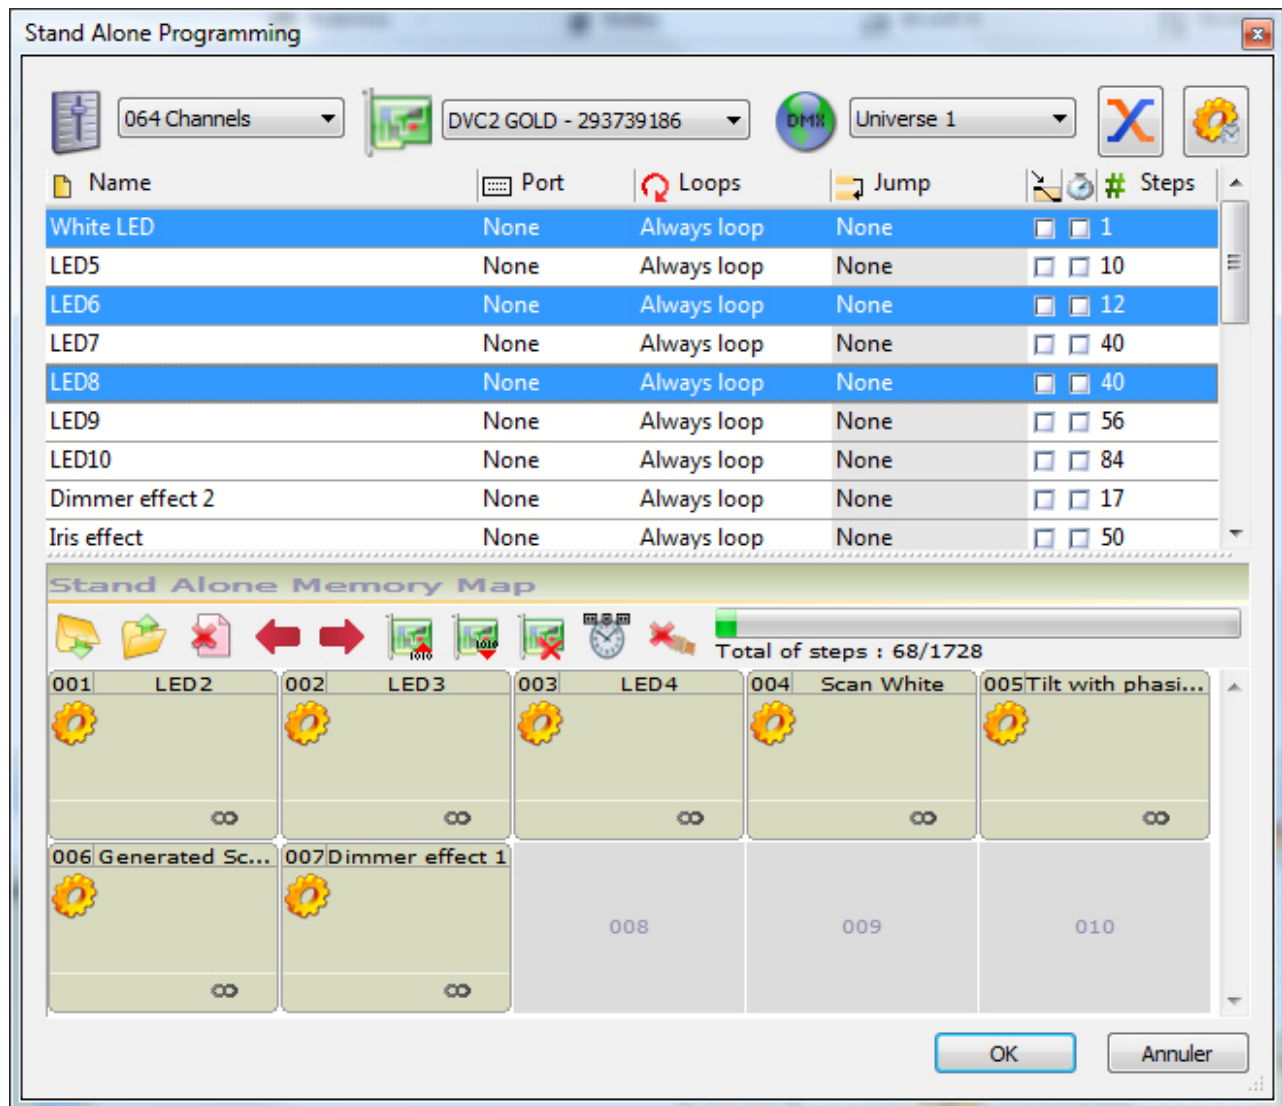 Stand Alone Programming
064 Channels DVC2 GOLD - 293739186 DMX Universe 1
Name Port Loops Jump # Steps
White LED None Always loop None 1
LED5 None Always loop None 10
LED6 None Always loop None 12
LED7 None Always loop None 40
LED8 None Always loop None 40
LED9 None Always loop None 56
LED10 None Always loop None 84
Dimmer effect 2 None Always loop None 17
Iris effect None Always loop None 50
Stand Alone Memory Map
Total of steps : 68/1728
001 LED2 002 LED3 003 LED4 004 Scan White 005 Tilt with phasi...
006 Generated Sc... 007 Dimmer effect 1
008 009 010
OK Annuler